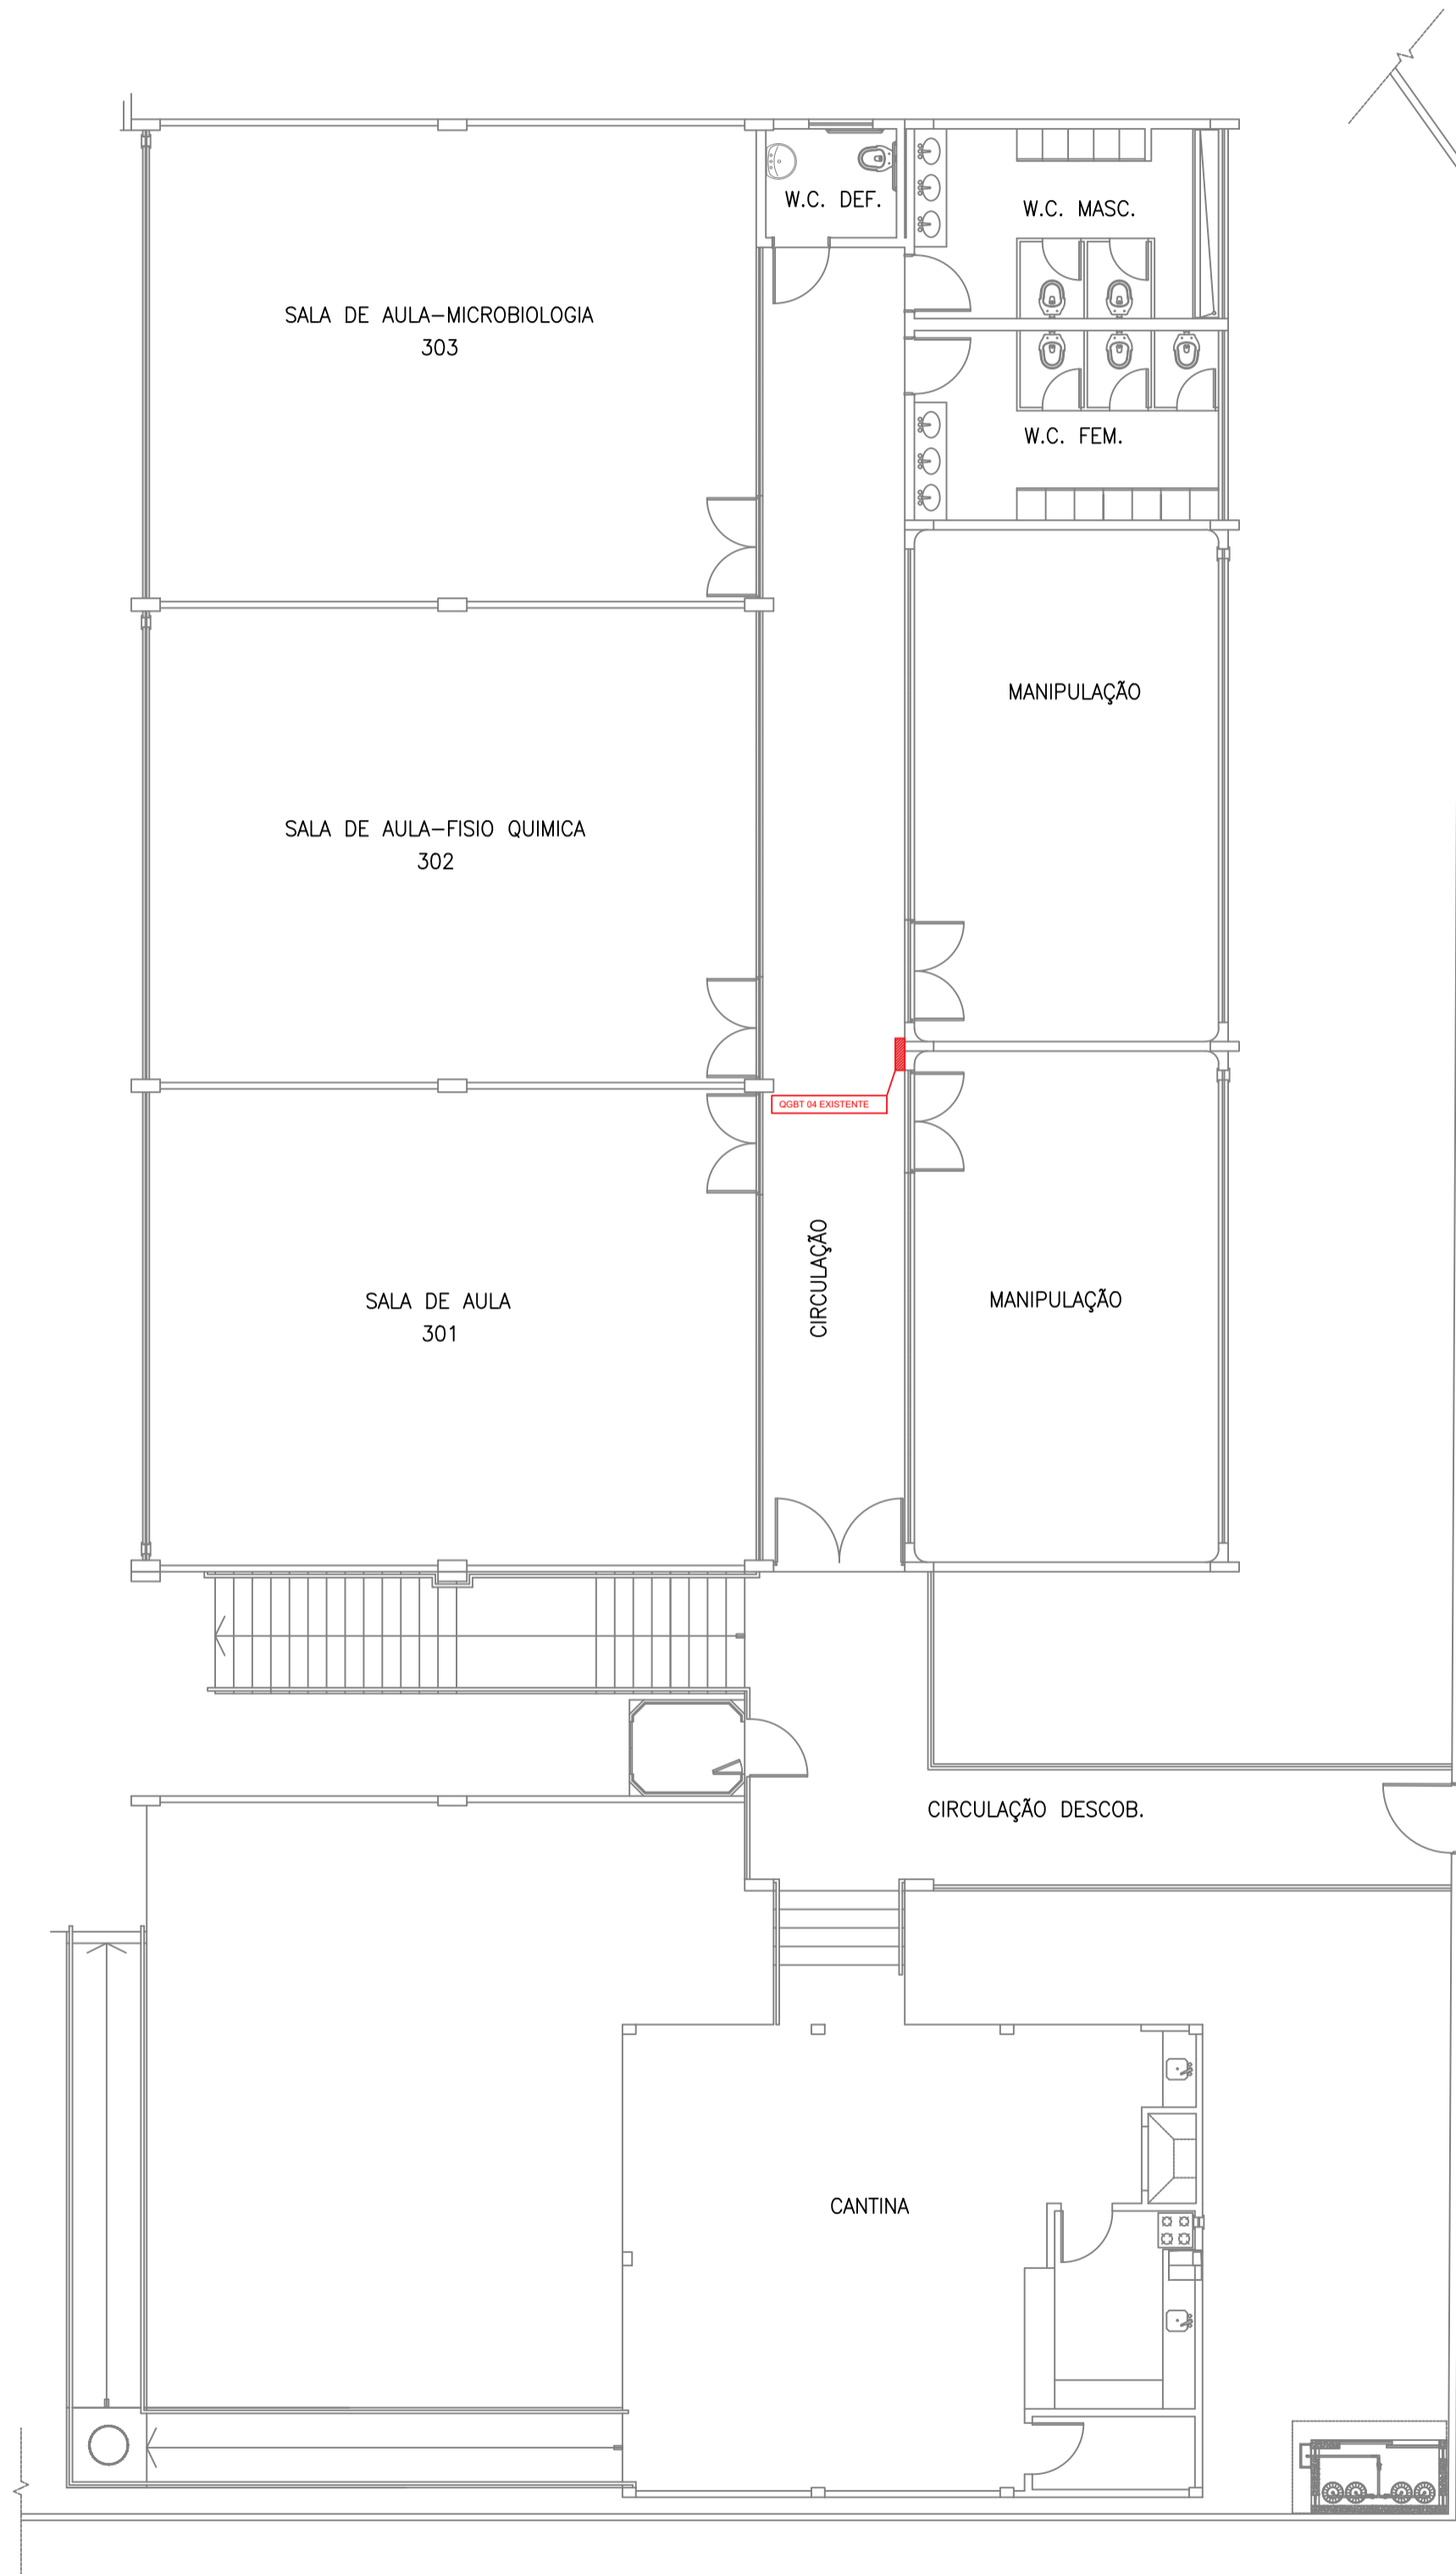 W.C. DEF.
W.C. MASC.
SALA DE AULA-MICROBIOLOGIA
303
W.C. FEM.
MANIPULAÇÃO
SALA DE AULA-FISIO QUIMICA
302
QGBT 04 EXISTENTE
CIRCULAÇÃO
SALA DE AULA
301
MANIPULAÇÃO
CIRCULAÇÃO DESCOB.
CANTINA